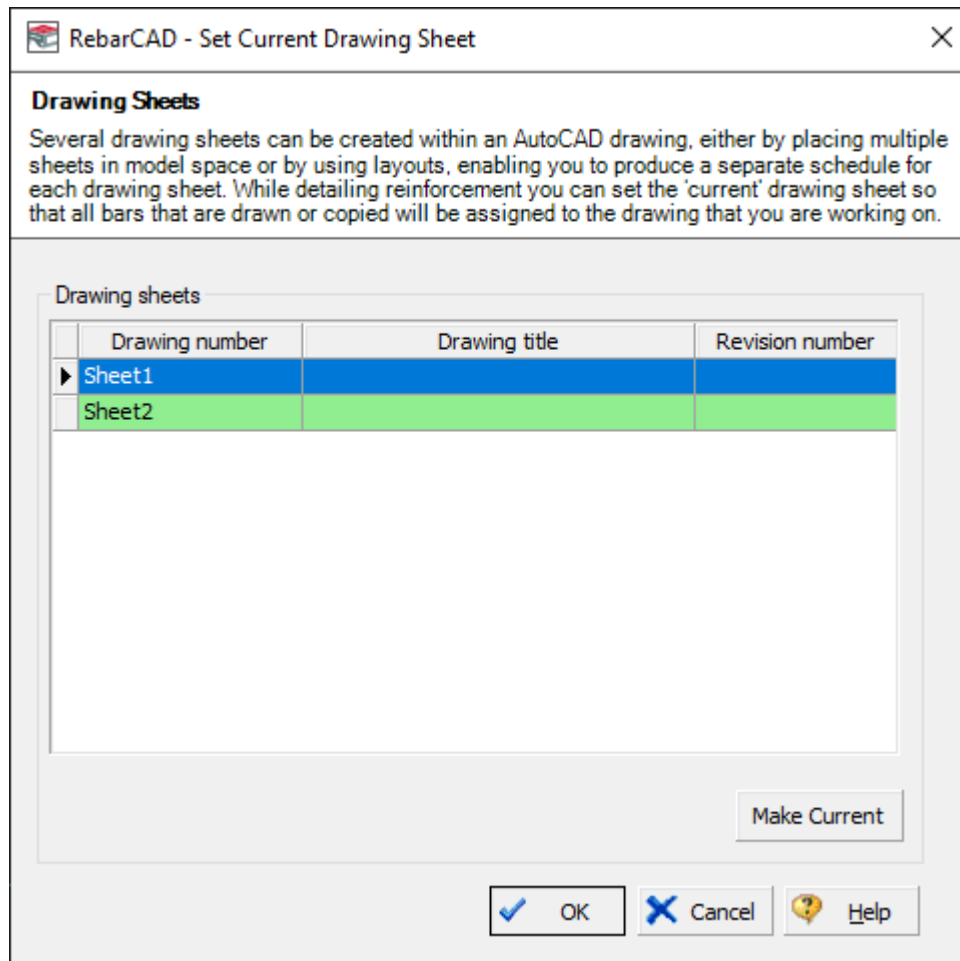 RebarCAD - Set Current Drawing Sheet
Drawing Sheets
Several drawing sheets can be created within an AutoCAD drawing, either by placing multiple
sheets in model space or by using layouts, enabling you to produce a separate schedule for
each drawing sheet. While detailing reinforcement you can set the 'current' drawing sheet so
that all bars that are drawn or copied will be assigned to the drawing that you are working on.
Drawing sheets
Drawing number Drawing title Revision number
Sheet1
Sheet2
Make Current
OK Cancel Help